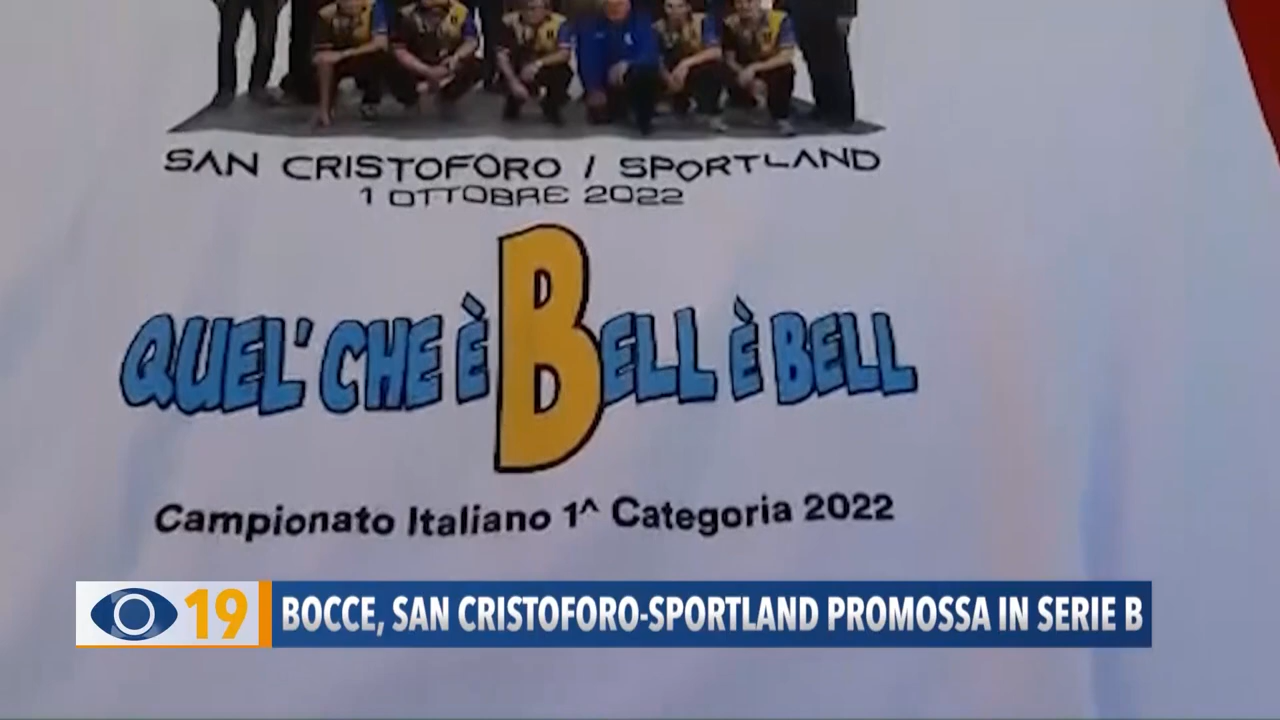 SAN CRISTOFORO / SPORTLAND
1 OTTOBRE 2022
QUEL' CHE È BELL È BELL
Campionato Italiano 1^ Categoria 2022
19 BOCCE, SAN CRISTOFORO-SPORTLAND PROMOSSA IN SERIE B